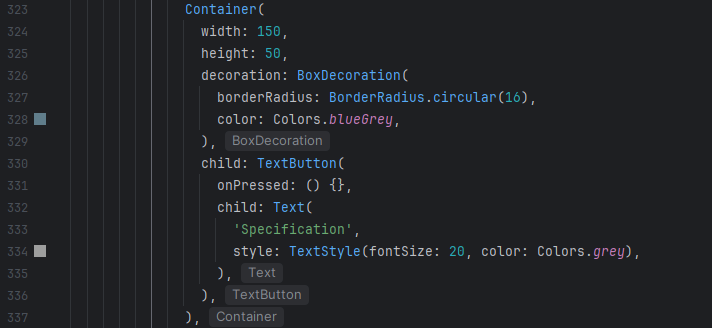 323 Container(
324 width: 150,
325 height: 50,
326 decoration: BoxDecoration(
327 borderRadius: BorderRadius.circular(16),
328 color: Colors.blueGrey,
329 ), BoxDecoration
330 child: TextButton(
331 onPressed: () {},
332 child: Text(
333 'Specification',
334 style: TextStyle(fontSize: 20, color: Colors.grey),
335 ), Text
336 ), TextButton
337 ), Container